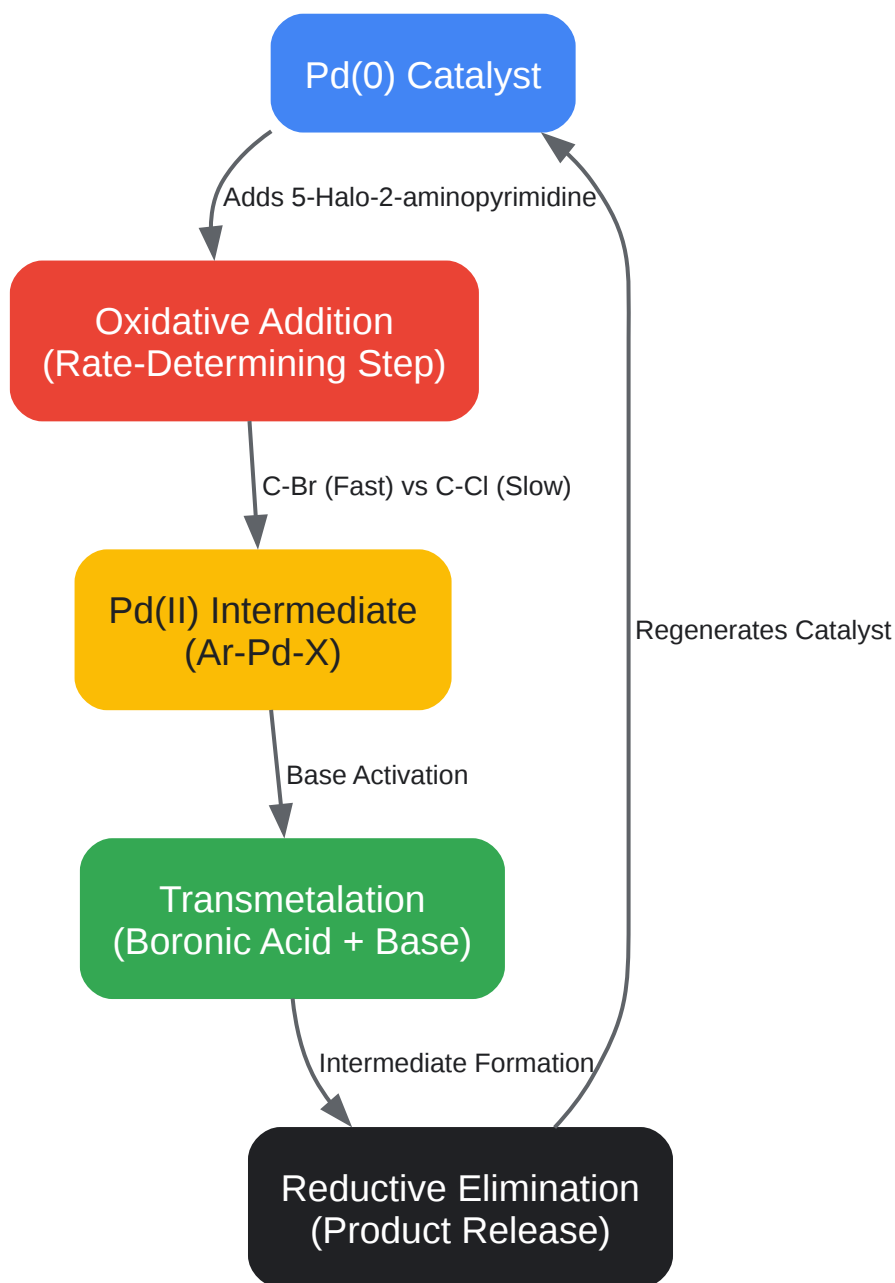 Pd(0) Catalyst
Adds 5-Halo-2-aminopyrimidine
Oxidative Addition
(Rate-Determining Step)
C-Br (Fast) vs C-Cl (Slow)
Pd(II) Intermediate
(Ar-Pd-X)
Regenerates Catalyst
Base Activation
Transmetalation
(Boronic Acid + Base)
Intermediate Formation
Reductive Elimination
(Product Release)